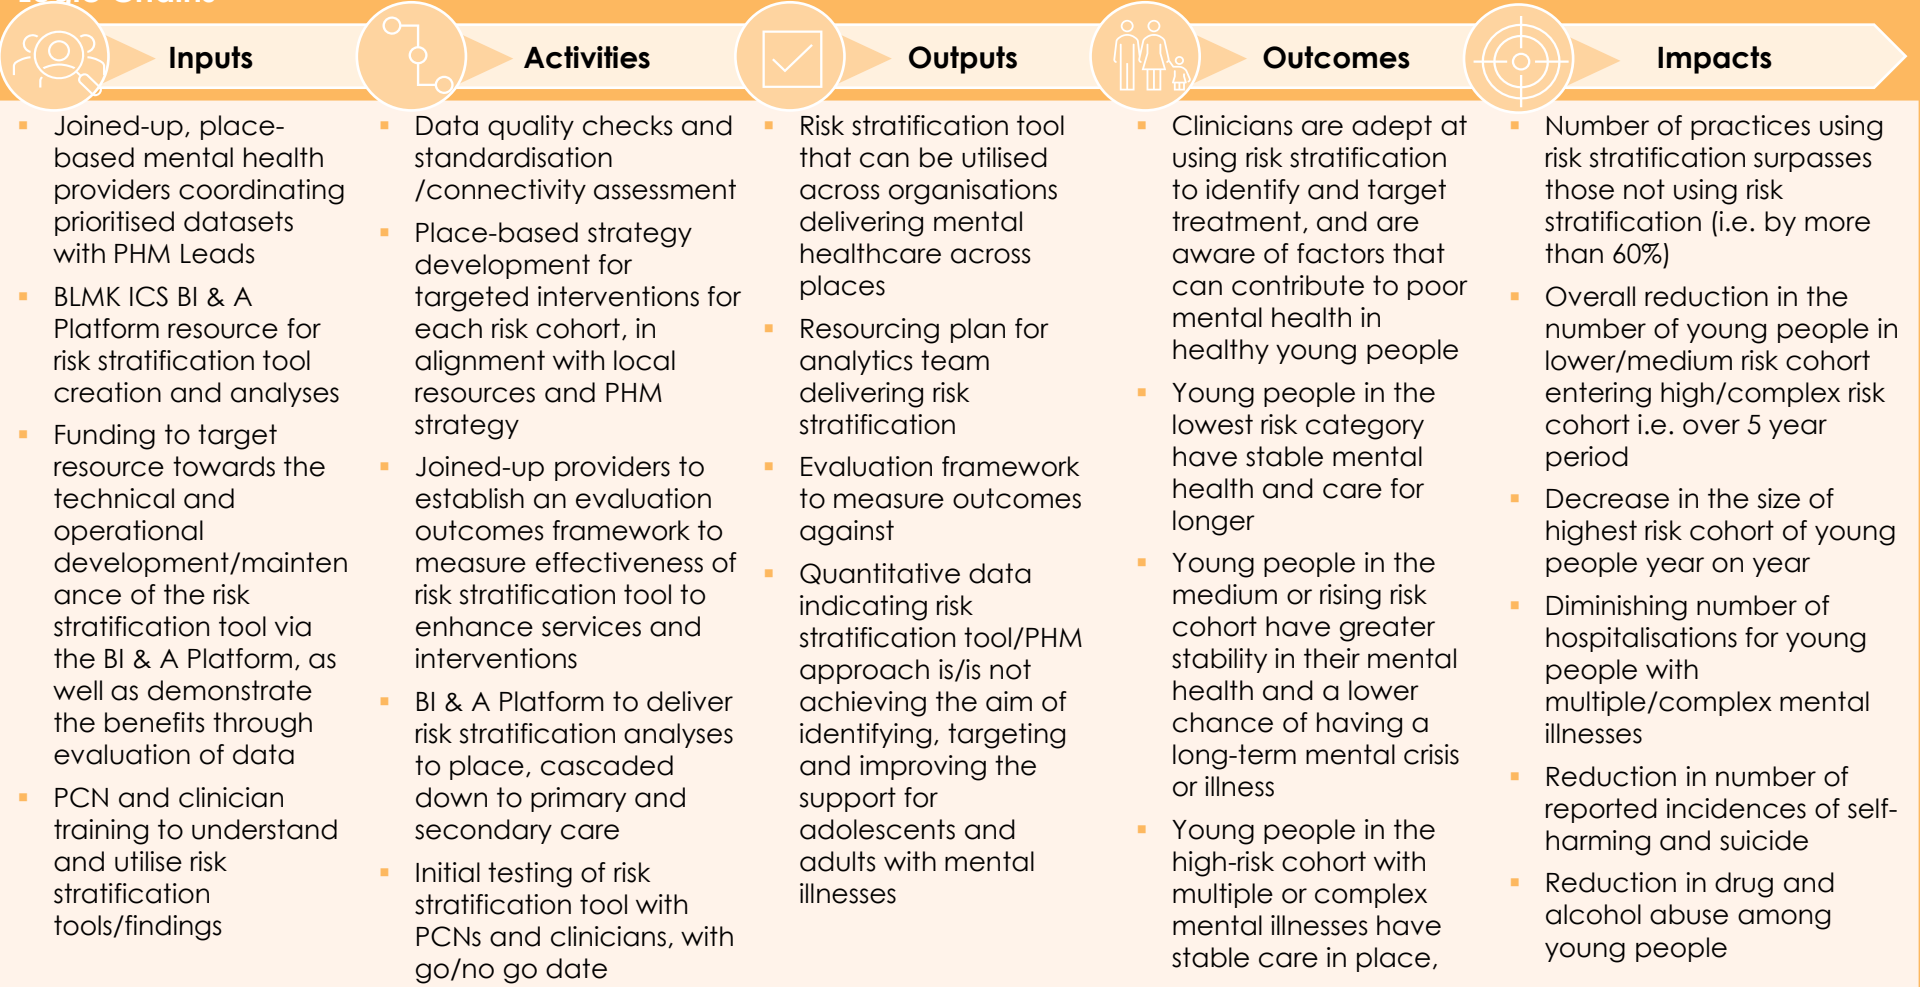 Inputs
Joined-up, place-
based mental health
providers coordinating
prioritised datasets
with PHM Leads
BLMK ICS BI & A
Platform resource for
risk stratification tool
creation and analyses
Funding to target
resource towards the
technical and
operational
development/mainten
ance of the risk
stratification tool via
the BI & A Platform, as
well as demonstrate
the benefits through
evaluation of data
PCN and clinician
training to understand
and utilise risk
stratification
tools/findings
Activities
Data quality checks and
standardisation
/connectivity assessment
Place-based strategy
development for
targeted interventions for
each risk cohort, in
alignment with local
resources and PHM
strategy
Joined-up providers to
establish an evaluation
outcomes framework to
measure effectiveness of
risk stratification tool to
enhance services and
interventions
BI & A Platform to deliver
risk stratification analyses
to place, cascaded
down to primary and
secondary care
Initial testing of risk
stratification tool with
PCNs and clinicians, with
go/no go date
Outputs
Risk stratification tool
that can be utilised
across organisations
delivering mental
healthcare across
places
Resourcing plan for
analytics team
delivering risk
stratification
Evaluation framework
to measure outcomes
against
Quantitative data
indicating risk
stratification tool/PHM
approach is/is not
achieving the aim of
identifying, targeting
and improving the
support for
adolescents and
adults with mental
illnesses
Outcomes
Clinicians are adept at
using risk stratification
to identify and target
treatment, and are
aware of factors that
can contribute to poor
mental health in
healthy young people
Young people in the
lowest risk category
have stable mental
health and care for
longer
Young people in the
medium or rising risk
cohort have greater
stability in their mental
health and a lower
chance of having a
long-term mental crisis
or illness
Young people in the
high-risk cohort with
multiple or complex
mental illnesses have
stable care in place,
Impacts
Number of practices using
risk stratification surpasses
those not using risk
stratification (i.e. by more
than 60%)
Overall reduction in the
number of young people in
lower/medium risk cohort
entering high/complex risk
cohort i.e. over 5 year
period
Decrease in the size of
highest risk cohort of young
people year on year
Diminishing number of
hospitalisations for young
people with
multiple/complex mental
illnesses
Reduction in number of
reported incidences of self-
harming and suicide
Reduction in drug and
alcohol abuse among
young people